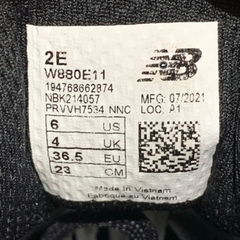 2E
W880E11
194768662874
NBK214057
PRVVH7534 NNC
MFG: 07/2021
LOC. A1
6 US
4 UK
36.5 EU
23 CM
Made in Vietnam
Fabriqué au Vietnam